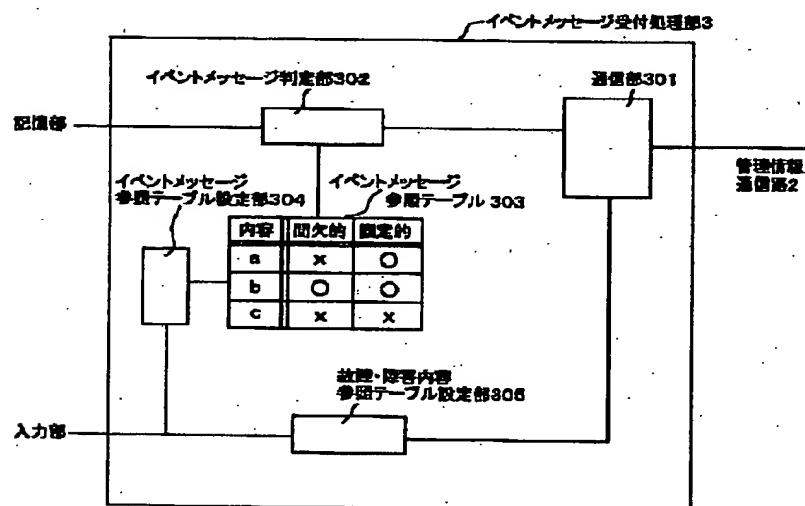 イベントメッセージ受付処理部3
イベントメッセージ判定部302
通信部301
記憶部
管理情報
通信路2
イベントメッセージ
参照テーブル設定部304
イベントメッセージ
参照テーブル 303
内容 間欠的 固定的
a × ○
b ○ ○
c × ×
故障・障害内容
参照テーブル設定部305
入力部